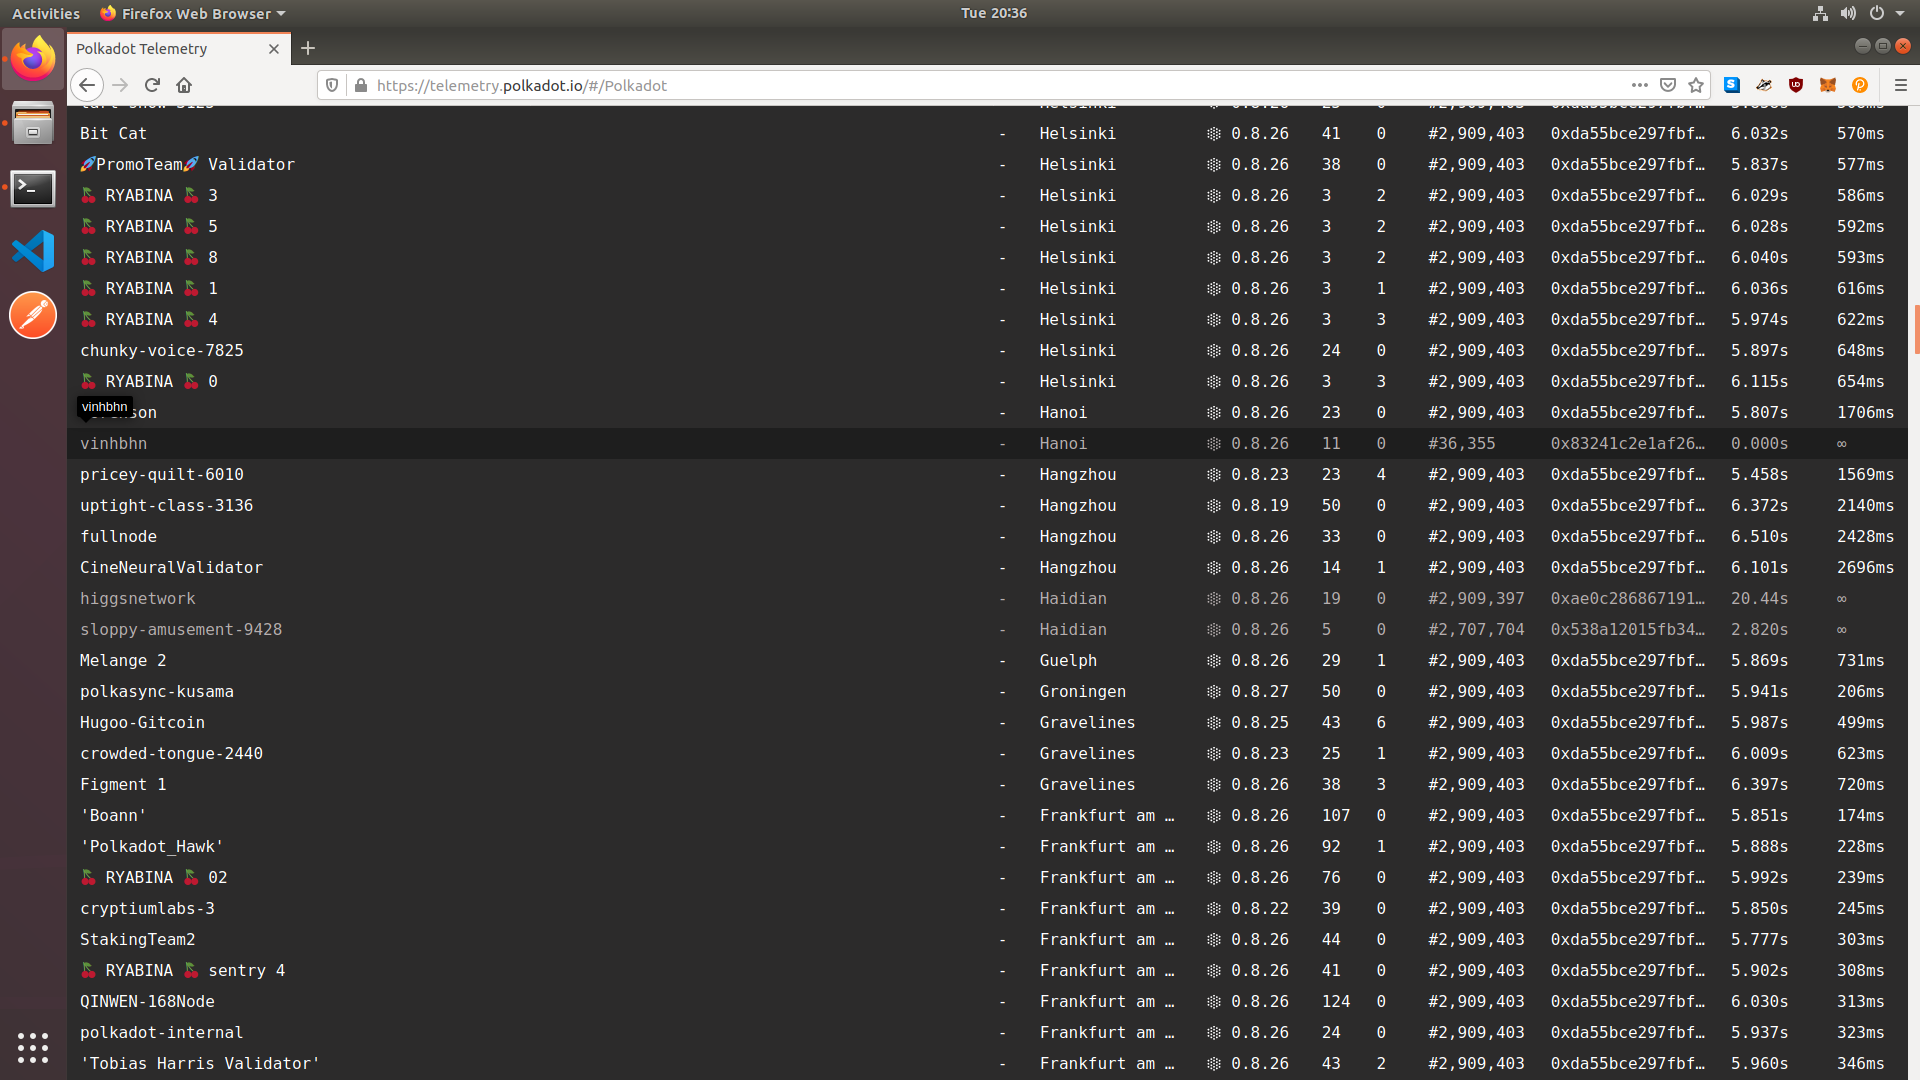 Activities Firefox Web Browser Tue 20:36
Polkadot Telemetry
https://telemetry.polkadot.io/#/Polkadot
Bit Cat - Helsinki 0.8.26 41 0 #2,909,403 0xda55bce297fbf… 6.032s 570ms
🚀PromoTeam🚀 Validator - Helsinki 0.8.26 38 0 #2,909,403 0xda55bce297fbf… 5.837s 577ms
🍒 RYABINA 🍒 3 - Helsinki 0.8.26 3 2 #2,909,403 0xda55bce297fbf… 6.029s 586ms
🍒 RYABINA 🍒 5 - Helsinki 0.8.26 3 2 #2,909,403 0xda55bce297fbf… 6.028s 592ms
🍒 RYABINA 🍒 8 - Helsinki 0.8.26 3 2 #2,909,403 0xda55bce297fbf… 6.040s 593ms
🍒 RYABINA 🍒 1 - Helsinki 0.8.26 3 1 #2,909,403 0xda55bce297fbf… 6.036s 616ms
🍒 RYABINA 🍒 4 - Helsinki 0.8.26 3 3 #2,909,403 0xda55bce297fbf… 5.974s 622ms
chunky-voice-7825 - Helsinki 0.8.26 24 0 #2,909,403 0xda55bce297fbf… 5.897s 648ms
🍒 RYABINA 🍒 0 - Helsinki 0.8.26 3 3 #2,909,403 0xda55bce297fbf… 6.115s 654ms
vinhbhn
- Hanoi 0.8.26 23 0 #2,909,403 0xda55bce297fbf… 5.807s 1706ms
vinhbhn - Hanoi 0.8.26 11 0 #36,355 0x83241c2e1af26… 0.000s ∞
pricey-quilt-6010 - Hangzhou 0.8.23 23 4 #2,909,403 0xda55bce297fbf… 5.458s 1569ms
uptight-class-3136 - Hangzhou 0.8.19 50 0 #2,909,403 0xda55bce297fbf… 6.372s 2140ms
fullnode - Hangzhou 0.8.26 33 0 #2,909,403 0xda55bce297fbf… 6.510s 2428ms
CineNeuralValidator - Hangzhou 0.8.26 14 1 #2,909,403 0xda55bce297fbf… 6.101s 2696ms
higgsnetwork - Haidian 0.8.26 19 0 #2,909,397 0xae0c286867191… 20.44s ∞
sloppy-amusement-9428 - Haidian 0.8.26 5 0 #2,707,704 0x538a12015fb34… 2.820s ∞
Melange 2 - Guelph 0.8.26 29 1 #2,909,403 0xda55bce297fbf… 5.869s 731ms
polkasync-kusama - Groningen 0.8.27 50 0 #2,909,403 0xda55bce297fbf… 5.941s 206ms
Hugoo-Gitcoin - Gravelines 0.8.25 43 6 #2,909,403 0xda55bce297fbf… 5.987s 499ms
crowded-tongue-2440 - Gravelines 0.8.23 25 1 #2,909,403 0xda55bce297fbf… 6.009s 623ms
Figment 1 - Gravelines 0.8.26 38 3 #2,909,403 0xda55bce297fbf… 6.397s 720ms
'Boann' - Frankfurt am … 0.8.26 107 0 #2,909,403 0xda55bce297fbf… 5.851s 174ms
'Polkadot_Hawk' - Frankfurt am … 0.8.26 92 1 #2,909,403 0xda55bce297fbf… 5.888s 228ms
🍒 RYABINA 🍒 02 - Frankfurt am … 0.8.26 76 0 #2,909,403 0xda55bce297fbf… 5.992s 239ms
cryptiumlabs-3 - Frankfurt am … 0.8.22 39 0 #2,909,403 0xda55bce297fbf… 5.850s 245ms
StakingTeam2 - Frankfurt am … 0.8.26 44 0 #2,909,403 0xda55bce297fbf… 5.777s 303ms
🍒 RYABINA 🍒 sentry 4 - Frankfurt am … 0.8.26 41 0 #2,909,403 0xda55bce297fbf… 5.902s 308ms
QINWEN-168Node - Frankfurt am … 0.8.26 124 0 #2,909,403 0xda55bce297fbf… 6.030s 313ms
polkadot-internal - Frankfurt am … 0.8.26 24 0 #2,909,403 0xda55bce297fbf… 5.937s 323ms
'Tobias Harris Validator' - Frankfurt am … 0.8.26 43 2 #2,909,403 0xda55bce297fbf… 5.960s 346ms